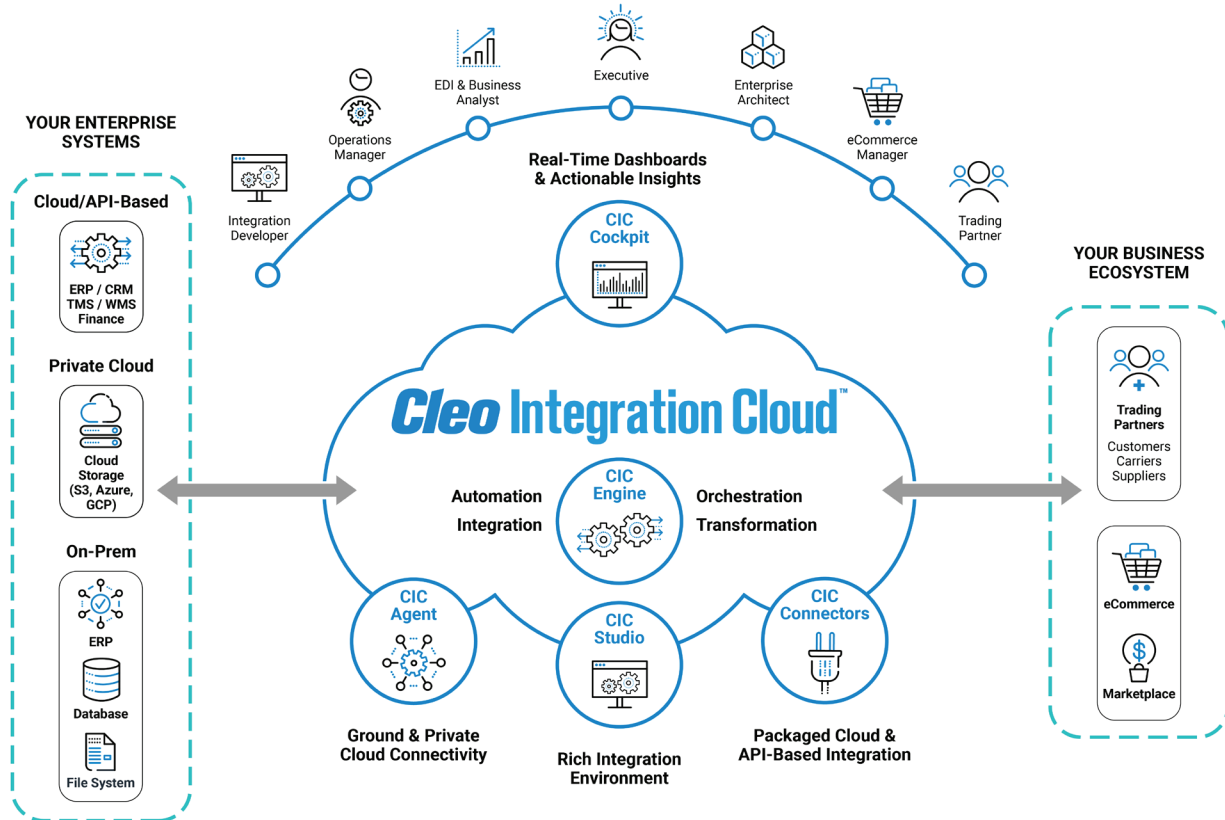 YOUR ENTERPRISE
SYSTEMS
Cloud/API-Based
ERP / CRM
TMS / WMS
Finance
Private Cloud
Cloud
Storage
(S3, Azure,
GCP)
On-Prem
ERP
Database
File System
Integration
Developer
Operations
Manager
EDI & Business
Analyst
Executive
Enterprise
Architect
eCommerce
Manager
Trading
Partner
Real-Time Dashboards
& Actionable Insights
CIC
Cockpit
Cleo Integration Cloud™
Automation
Integration
CIC
Engine
Orchestration
Transformation
CIC
Agent
Ground & Private
Cloud Connectivity
CIC
Studio
Rich Integration
Environment
CIC
Connectors
Packaged Cloud &
API-Based Integration
YOUR BUSINESS
ECOSYSTEM
Trading
Partners
Customers
Carriers
Suppliers
eCommerce
$
Marketplace